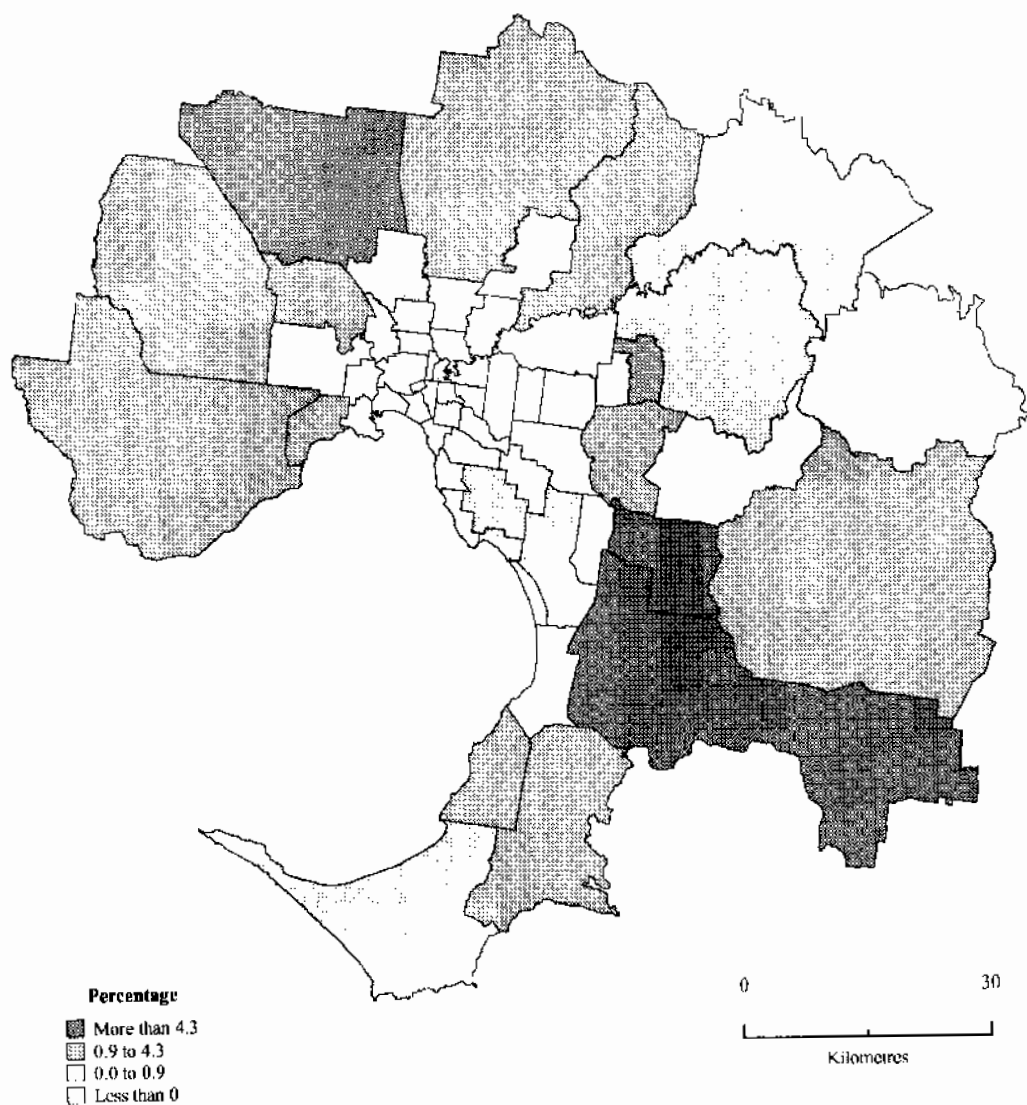 Percentage
More than 4.3
0.9 to 4.3
0.0 to 0.9
Less than 0
0 30
Kilometres